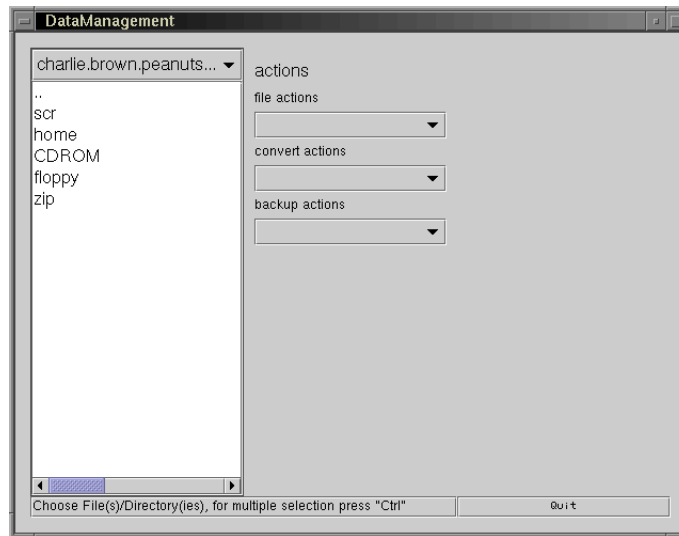 DataManagement
charlie.brown.peanuts...
..
scr
home
CDROM
floppy
zip
actions
file actions
convert actions
backup actions
Choose File(s)/Directory(ies), for multiple selection press "Ctrl"
Quit